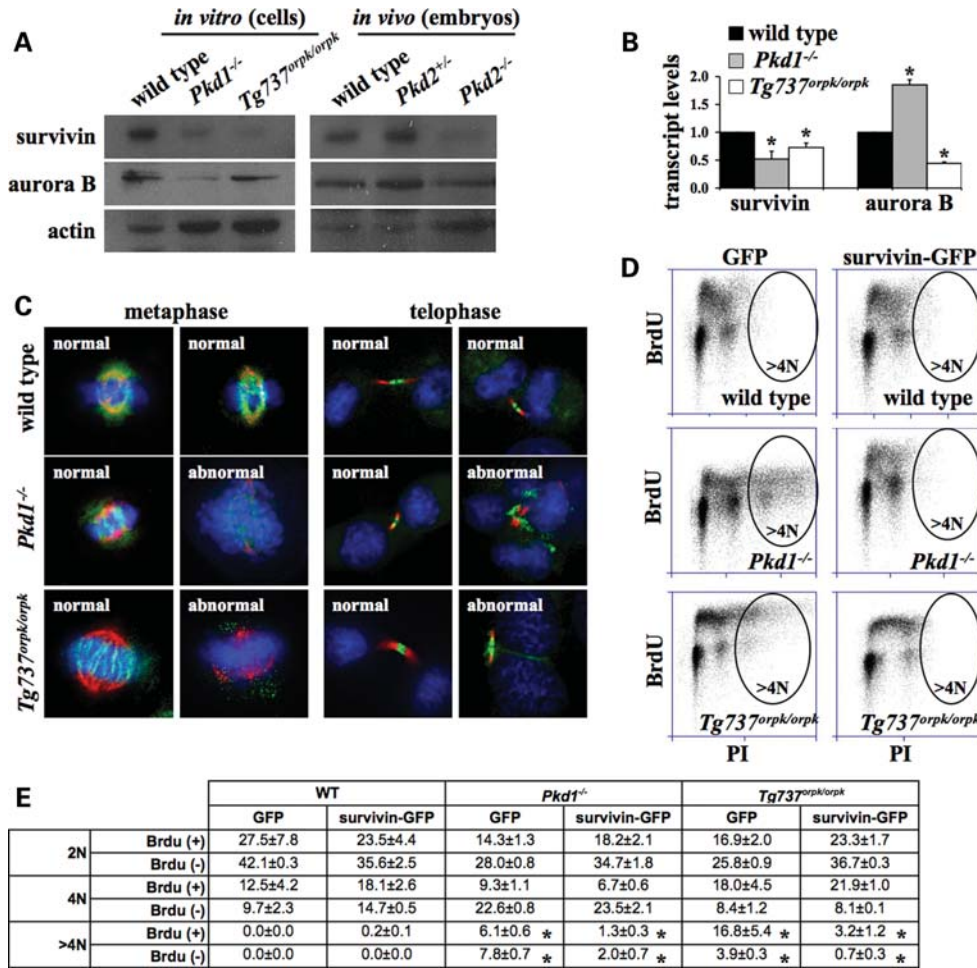 A
in vitro (cells)
in vivo (embryos)
wild type
Pkd1-/-
Tg737orpk/orpk
wild type
Pkd2+/-
Pkd2-/-
survivin
aurora B
actin
B
wild type
Pkd1-/-
Tg737orpk/orpk
transcript levels
2.0
1.5
1.0
0.5
0.0
* * * *
survivin
aurora B
C
metaphase
telophase
wild type
normal
normal
normal
normal
Pkd1-/-
normal
abnormal
normal
abnormal
Tg737orpk/orpk
normal
abnormal
normal
abnormal
D
GFP
survivin-GFP
BrdU
>4N
wild type
>4N
wild type
BrdU
>4N
Pkd1-/-
>4N
Pkd1-/-
BrdU
>4N
Tg737orpk/orpk
>4N
Tg737orpk/orpk
PI
PI
E
WT Pkd1-/- Tg737orpk/orpk
GFP survivin-GFP GFP survivin-GFP GFP survivin-GFP
2N Brdu (+) 27.5±7.8 23.5±4.4 14.3±1.3 18.2±2.1 16.9±2.0 23.3±1.7
Brdu (-) 42.1±0.3 35.6±2.5 28.0±0.8 34.7±1.8 25.8±0.9 36.7±0.3
4N Brdu (+) 12.5±4.2 18.1±2.6 9.3±1.1 6.7±0.6 18.0±4.5 21.9±1.0
Brdu (-) 9.7±2.3 14.7±0.5 22.6±0.8 23.5±2.1 8.4±1.2 8.1±0.1
>4N Brdu (+) 0.0±0.0 0.2±0.1 6.1±0.6 * 1.3±0.3 * 16.8±5.4 * 3.2±1.2 *
Brdu (-) 0.0±0.0 0.0±0.0 7.8±0.7 * 2.0±0.7 * 3.9±0.3 * 0.7±0.3 *